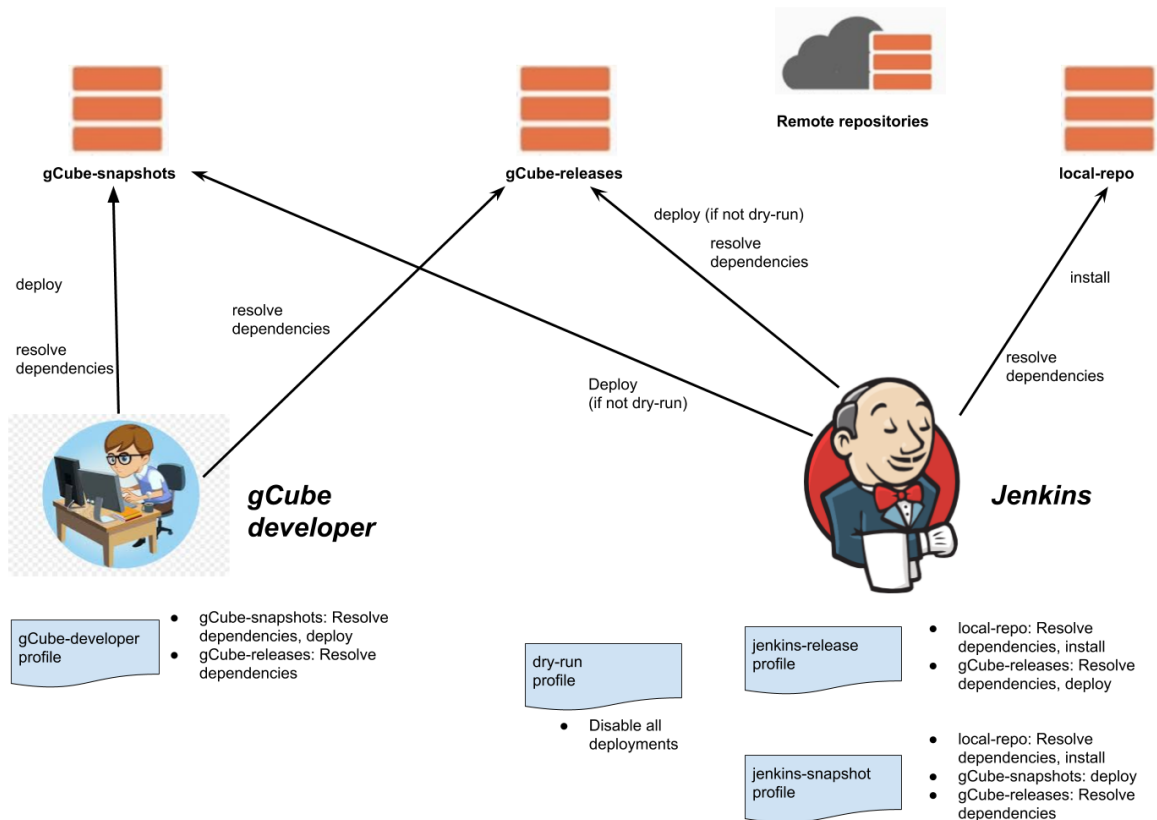 Remote repositories
gCube-snapshots
gCube-releases
local-repo
deploy (if not dry-run)
resolve
dependencies
deploy
install
resolve
dependencies
resolve
dependencies
resolve
dependencies
Deploy
(if not dry-run)
gCube
developer
Jenkins
gCube-developer
profile
● gCube-snapshots: Resolve
dependencies, deploy
● gCube-releases: Resolve
dependencies
dry-run
profile
● Disable all
deployments
jenkins-release
profile
● local-repo: Resolve
dependencies, install
● gCube-releases: Resolve
dependencies, deploy
jenkins-snapshot
profile
● local-repo: Resolve
dependencies, install
● gCube-snapshots: deploy
● gCube-releases: Resolve
dependencies